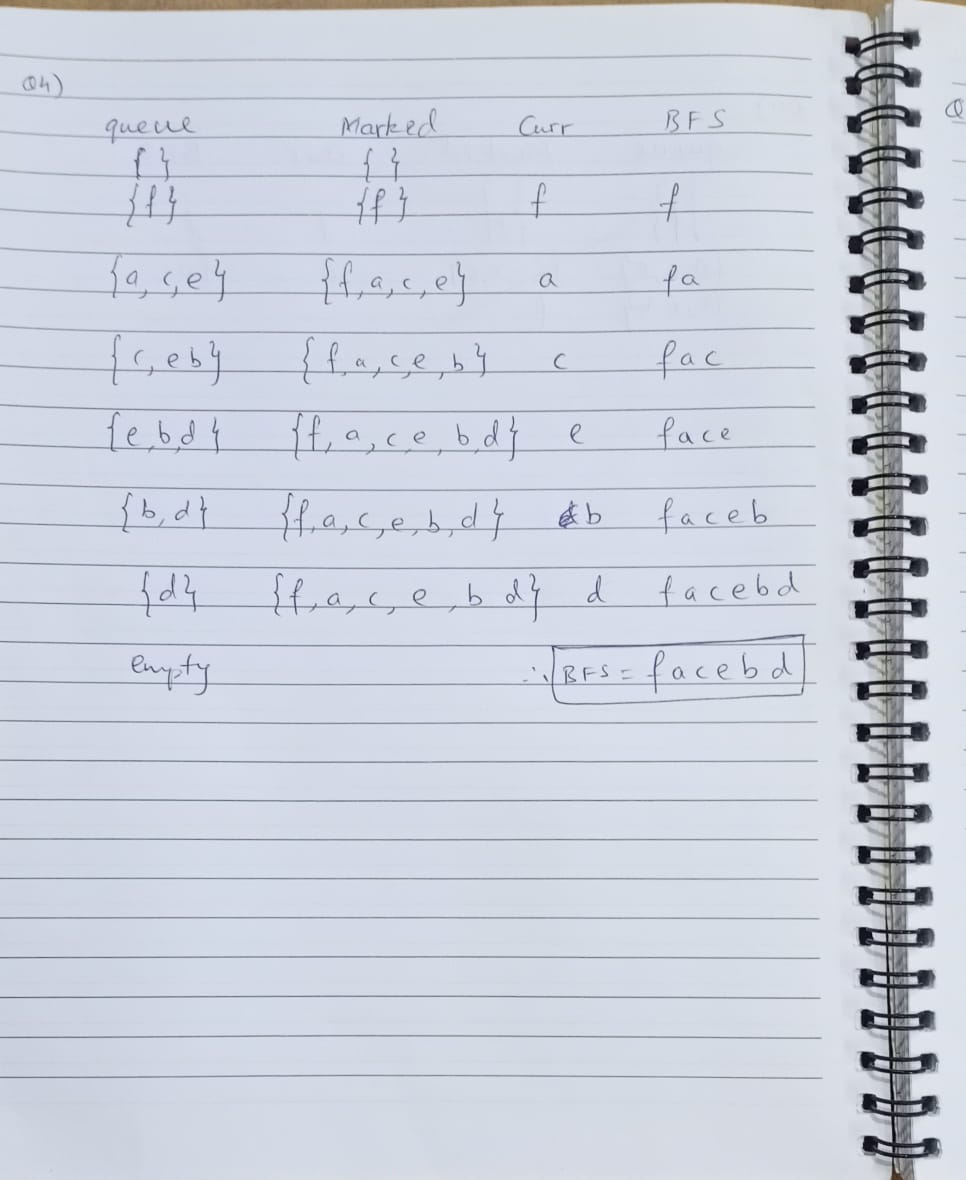 Q4)
queue Marked Curr BFS
{ } { }
{f} {f} f f
{a, c, e} {f, a, c, e} a fa
{c, e b} {f, a, c, e, b} c fac
{e, b, d} {f, a, c e, b, d} e face
{b, d} {f, a, c, e, b, d} b faceb
{d} {f, a, c, e, b d} d facebd
empty ∴ BFS = facebd
Q